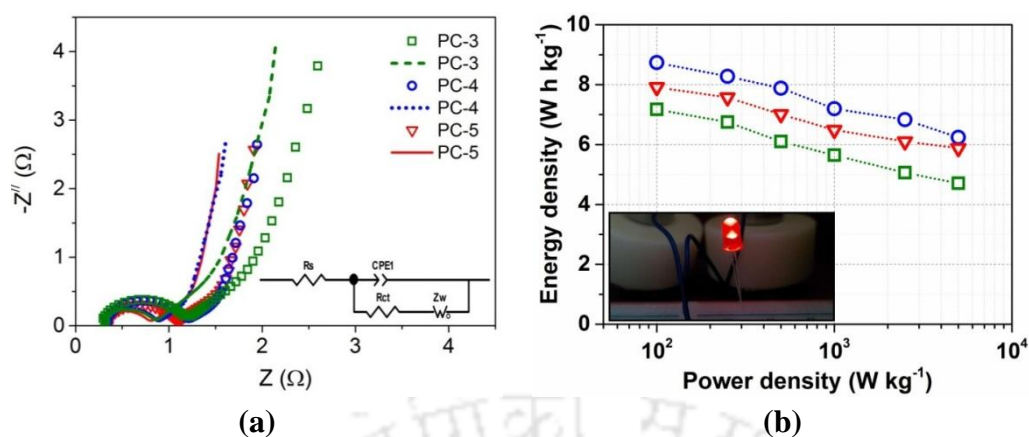 (a)
-Z// (Ω)
4
3
2
1
0
PC-3
PC-3
PC-4
PC-4
PC-5
PC-5
Rs
CPE1
Rct
Zw
0 1 2 3 4
Z (Ω)
b)
Energy density (W h kg-1)
10
8
6
4
2
0
10² 10³ 10⁴
Power density (W kg-1)
(a) (b)